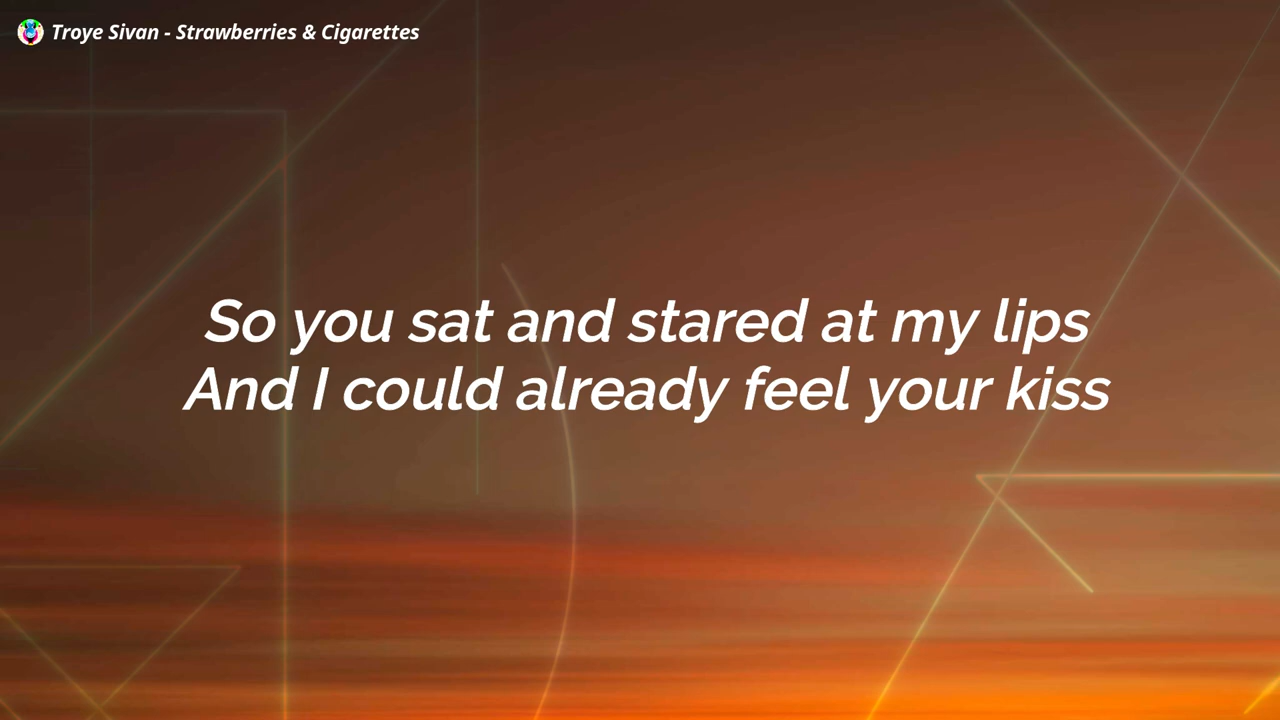 Troye Sivan - Strawberries & Cigarettes
So you sat and stared at my lips
And I could already feel your kiss